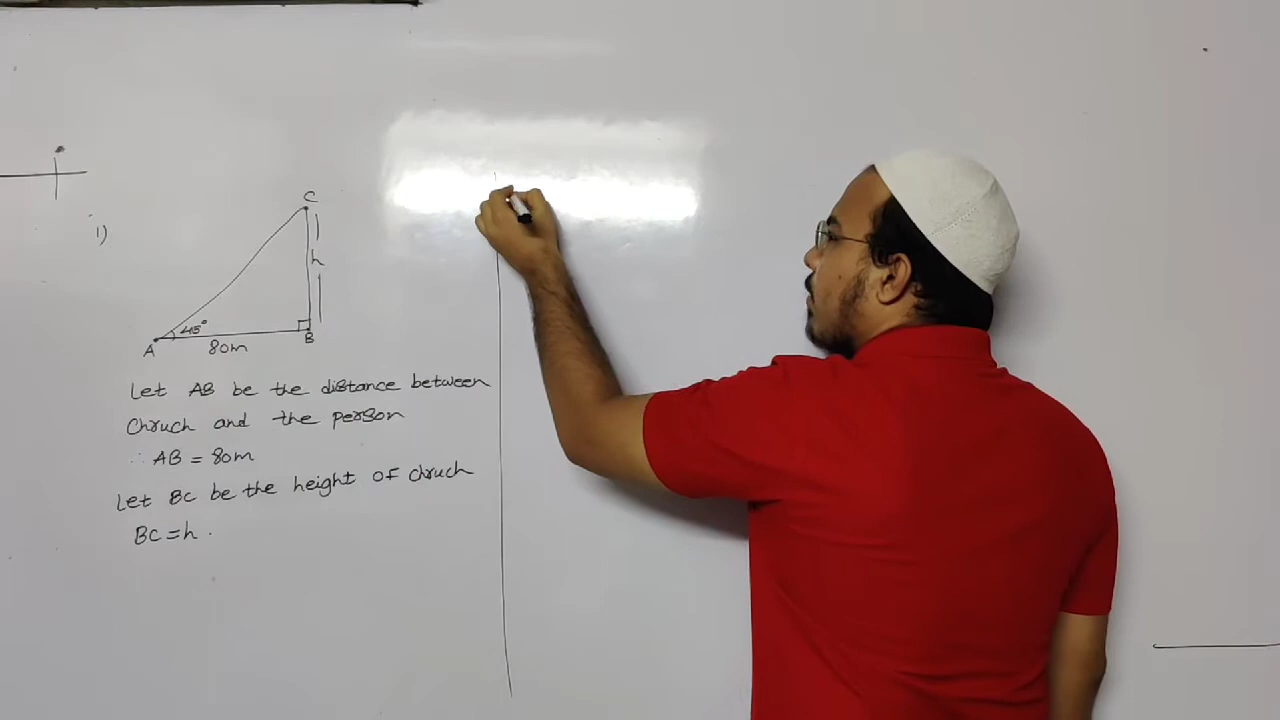 i)
C
h
45°
A
80m
B
Let AB be the distance between
Chruch and the person
∴ AB = 80m
Let BC be the height of chruch
BC = h .